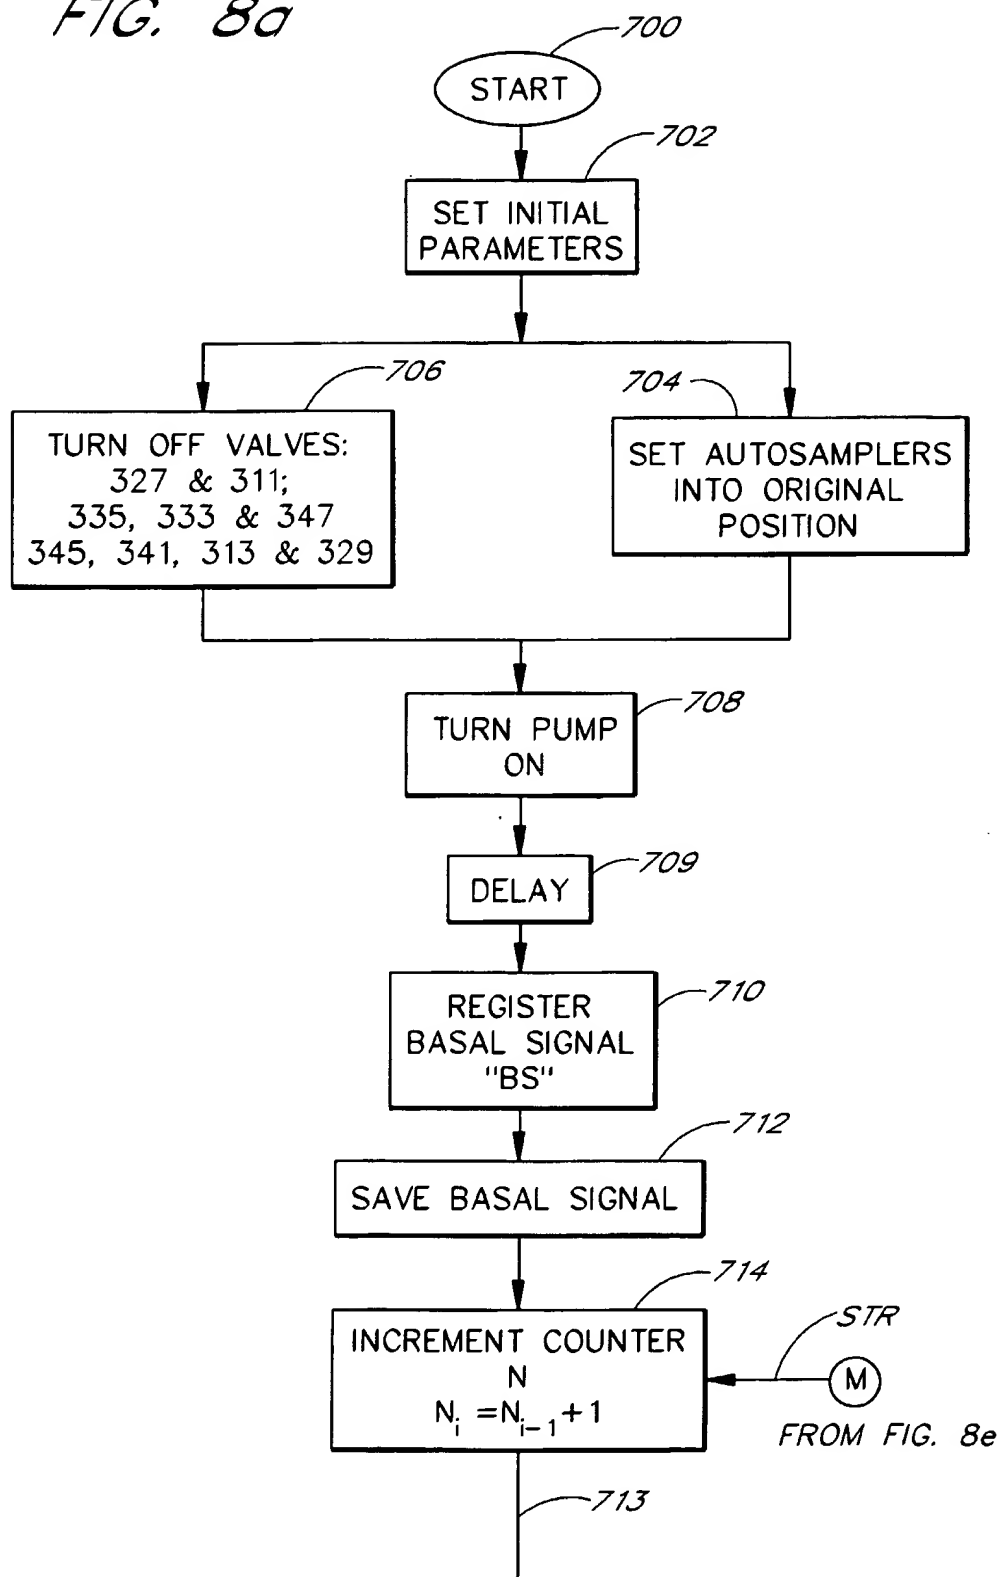 FIG. 8a
700
START
702
SET INITIAL
PARAMETERS
706
TURN OFF VALVES:
327 & 311;
335, 333 & 347
345, 341, 313 & 329
704
SET AUTOSAMPLERS
INTO ORIGINAL
POSITION
708
TURN PUMP
ON
709
DELAY
710
REGISTER
BASAL SIGNAL
"BS"
712
SAVE BASAL SIGNAL
714
INCREMENT COUNTER
N
N_i =N_{i-1}+1
STR
M
FROM FIG. 8e
713